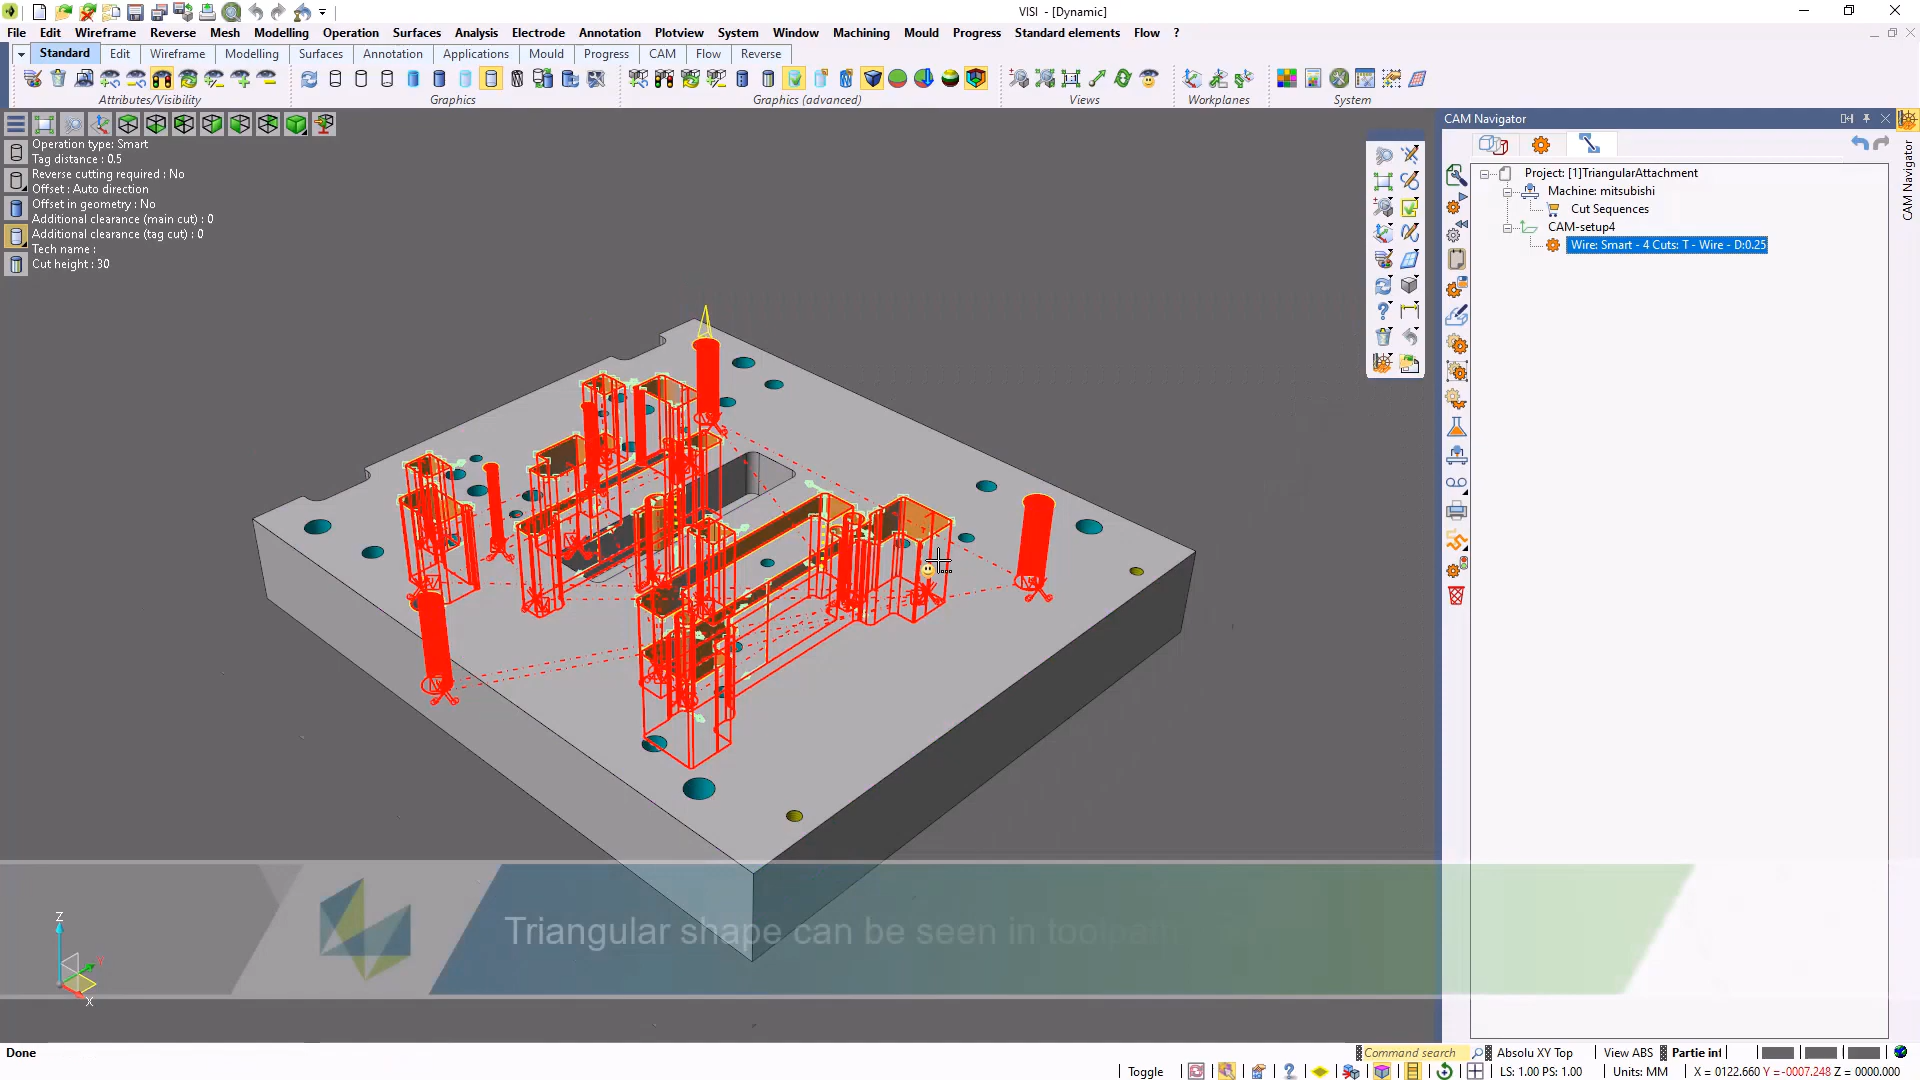 VISI - [Dynamic]
File Edit Wireframe Reverse Mesh Modelling Operation Surfaces Analysis Electrode Annotation Plotview System Window Machining Mould Progress Standard elements Flow ?
Standard Edit Wireframe Modelling Surfaces Annotation Applications Mould Progress CAM Flow Reverse
Attributes/Visibility Graphics Graphics (advanced) Views Workplanes System
CAM Navigator
Operation type: Smart
Tag distance : 0.5
Reverse cutting required : No
Offset : Auto direction
Offset in geometry : No
Additional clearance (main cut) : 0
Additional clearance (tag cut) : 0
Tech name :
Cut height : 30
Project: [1]TriangularAttachment
Machine: mitsubishi
Cut Sequences
CAM-setup4
Wire: Smart - 4 Cuts: T - Wire - D:0.25
CAM Navigator
Triangular shape can be seen in toolpath
Z
X
Done
Command search Absolu XY Top View ABS Partie int
Toggle LS: 1.00 PS: 1.00 Units: MM X = 0122.660 Y =-0007.248 Z = 0000.000